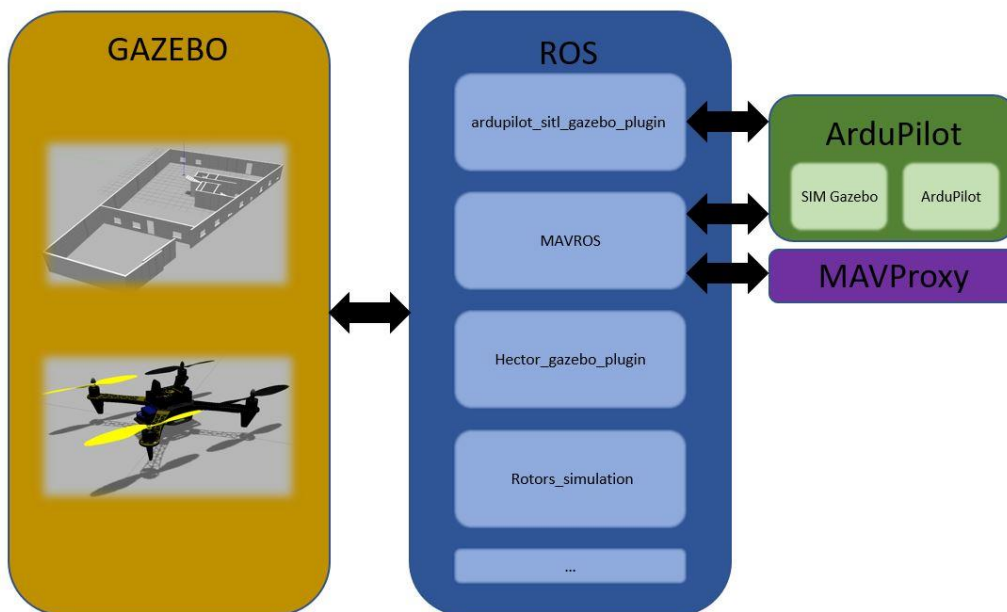 GAZEBO
ROS
ardupilot_sitl_gazebo_plugin
MAVROS
Hector_gazebo_plugin
Rotors_simulation
...
ArduPilot
SIM Gazebo
ArduPilot
MAVProxy